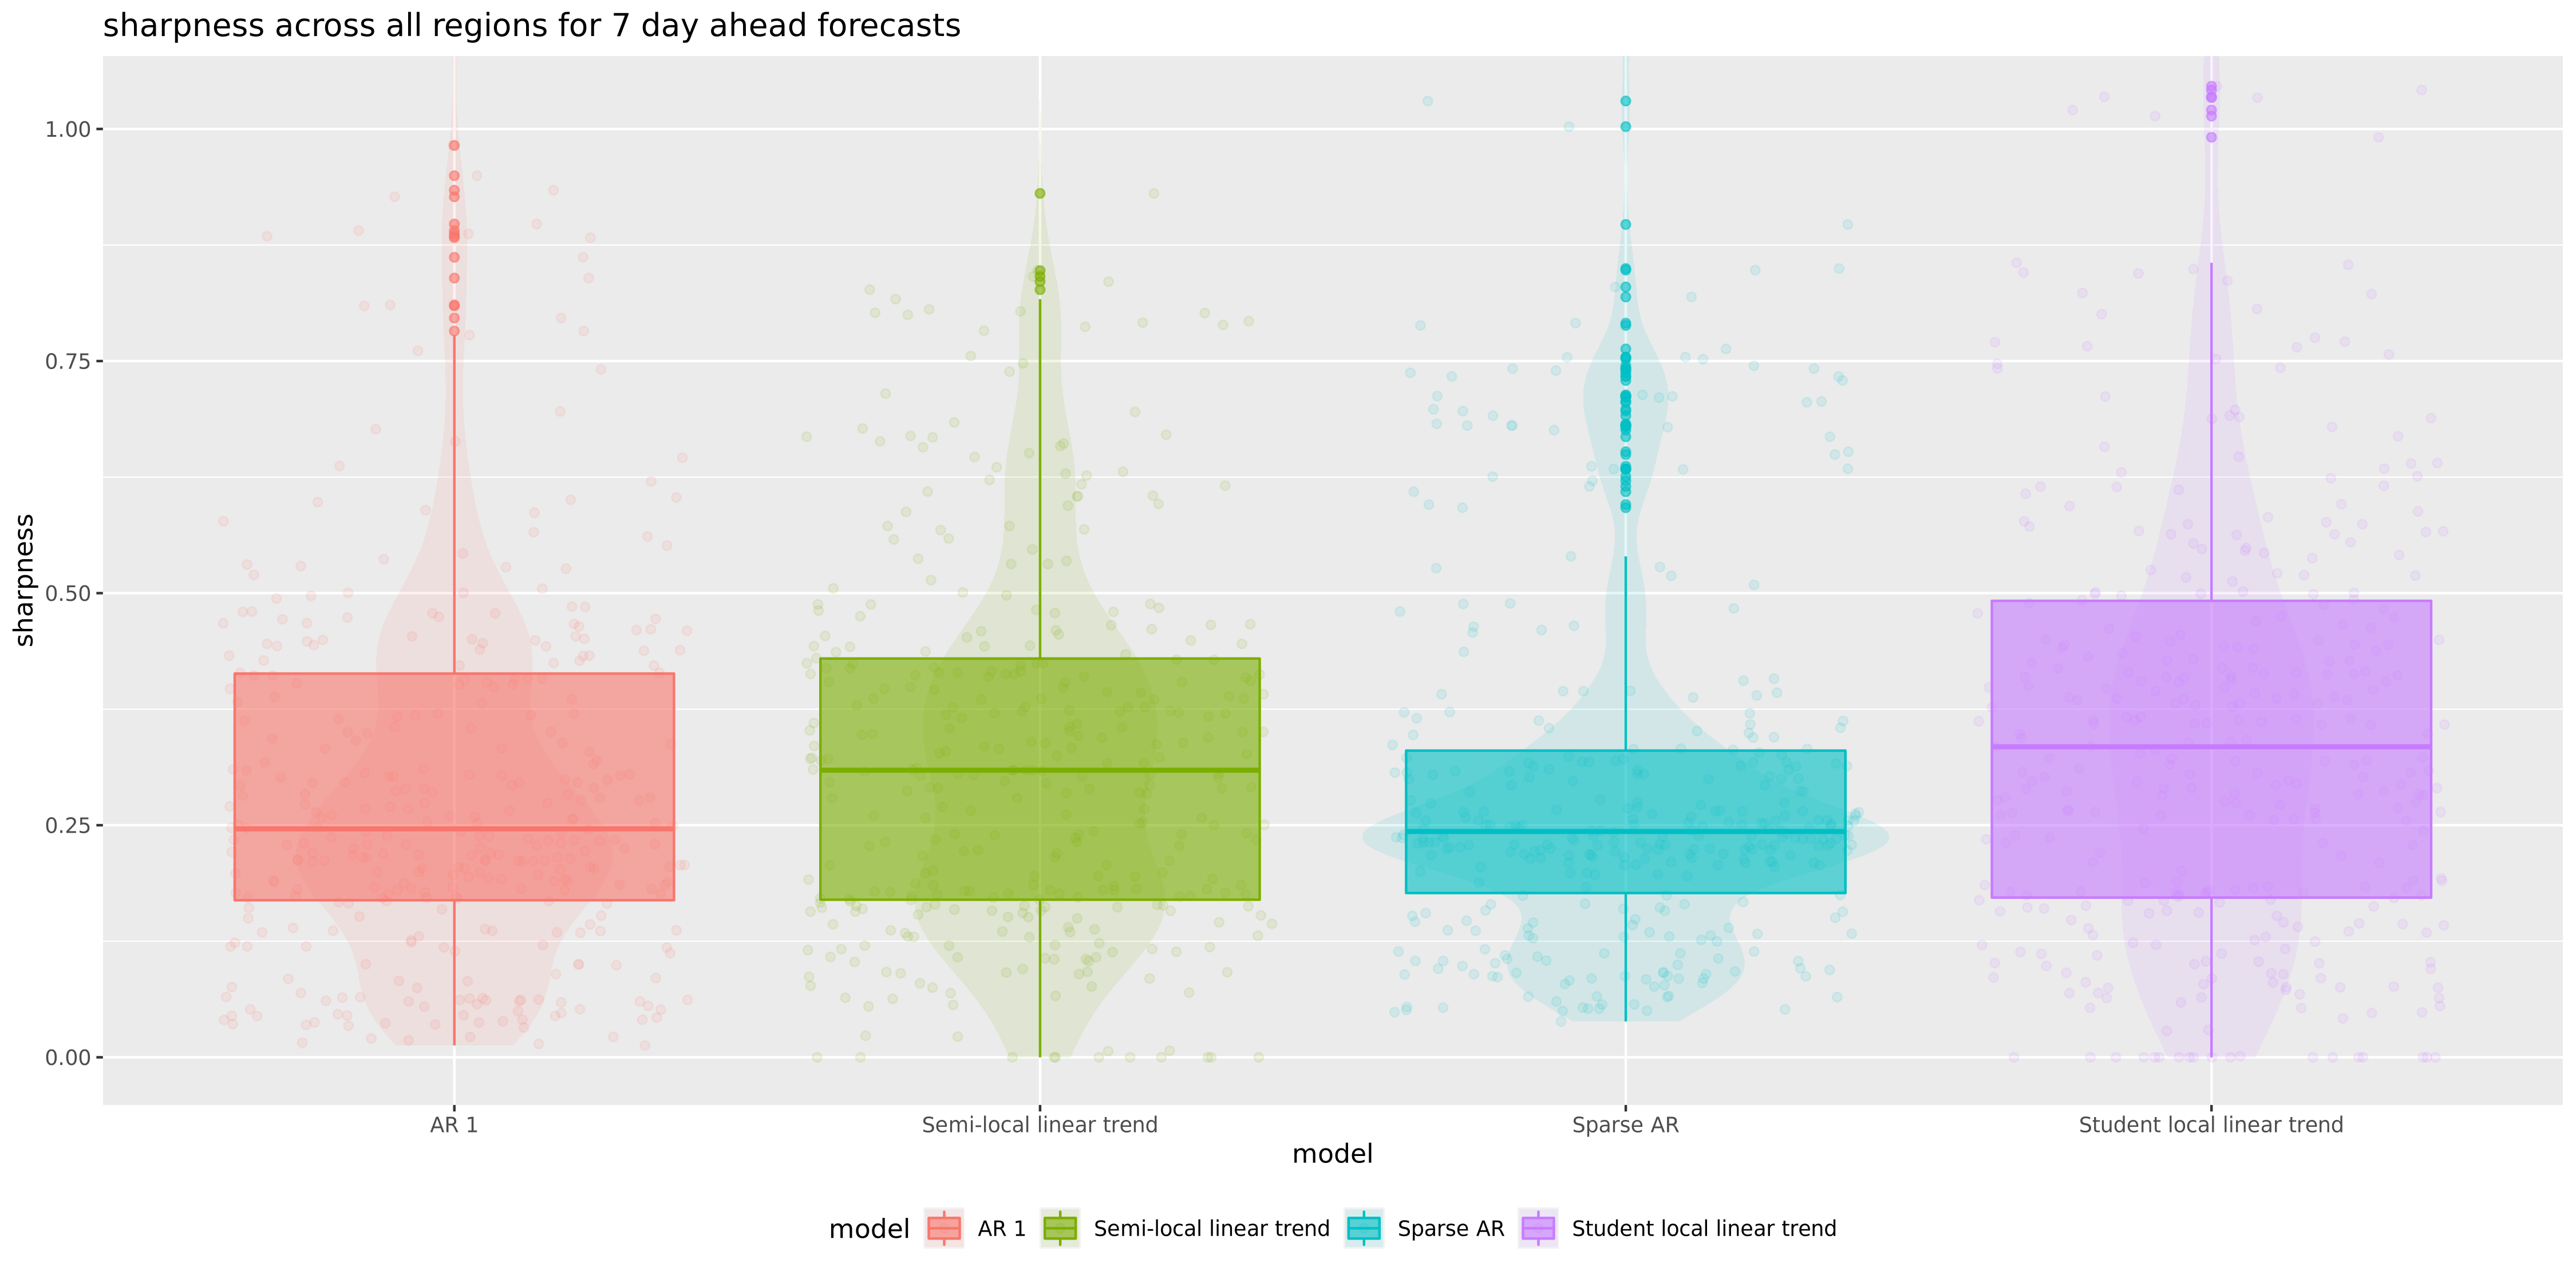 sharpness across all regions for 7 day ahead forecasts
1.00
0.75
0.50
0.25
0.00
sharpness
AR 1
Semi-local linear trend
Sparse AR
Student local linear trend
model
model
AR 1
Semi-local linear trend
Sparse AR
Student local linear trend